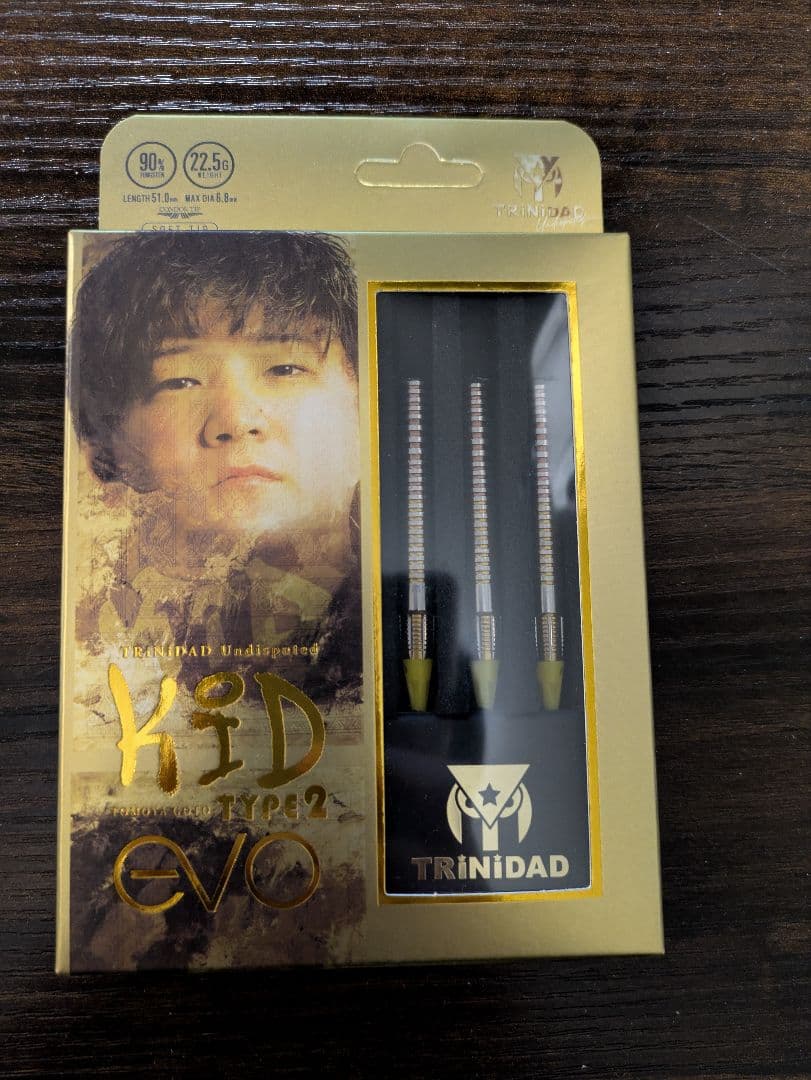 90%
TUNGSTEN
22.5G
WEIGHT
LENGTH 51.0mm MAX DIA 6.8mm
CONDOR TIP
SOFT TIP
TRiNiDAD
TRiNiDAD Undisputed
KiD
TOMOYA GOTO TYPE2
EVO
TRiNiDAD